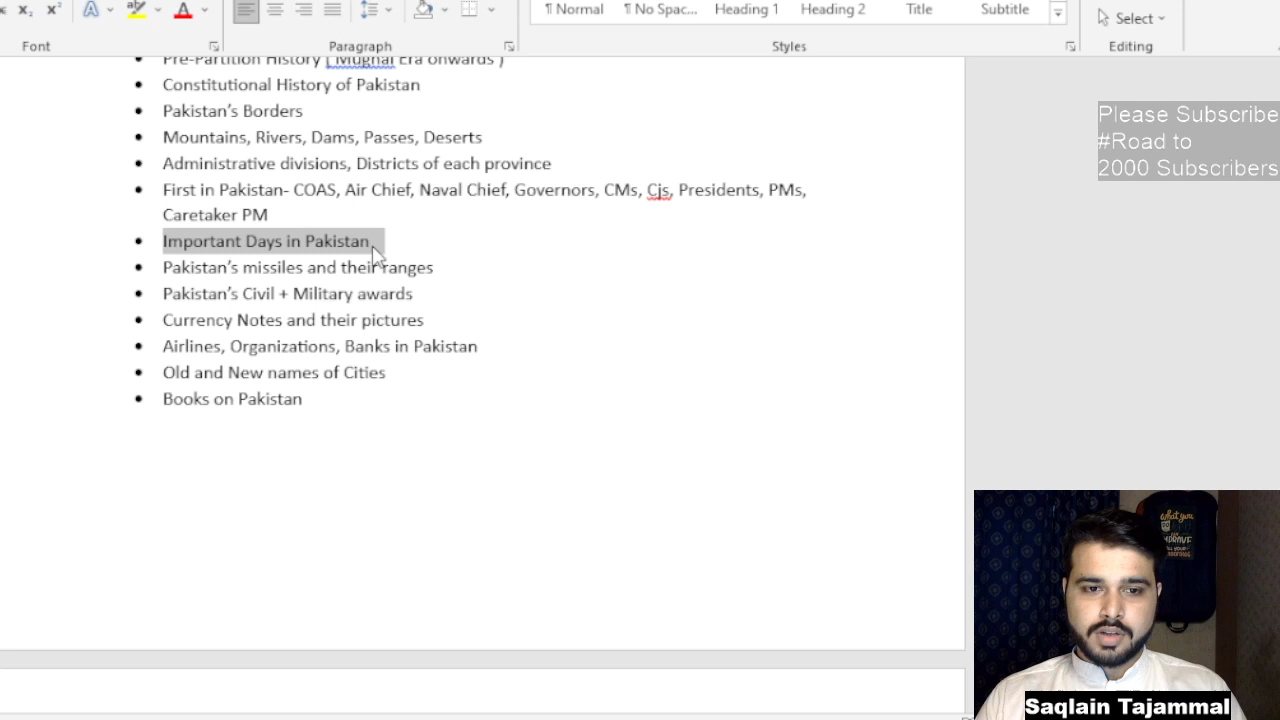 Font
Paragraph
¶ Normal
¶ No Spac...
Heading 1
Heading 2
Title
Subtitle
Styles
Select
Editing
Pre-Partition History ( Mughal Era onwards )
• Constitutional History of Pakistan
• Pakistan's Borders
• Mountains, Rivers, Dams, Passes, Deserts
• Administrative divisions, Districts of each province
• First in Pakistan- COAS, Air Chief, Naval Chief, Governors, CMs, Cjs, Presidents, PMs,
Caretaker PM
• Important Days in Pakistan
• Pakistan's missiles and their ranges
• Pakistan's Civil + Military awards
• Currency Notes and their pictures
• Airlines, Organizations, Banks in Pakistan
• Old and New names of Cities
• Books on Pakistan
Please Subscribe
#Road to
2000 Subscribers
what you
Saqlain Tajammal